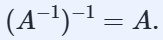 (A⁻¹)⁻¹ = A.